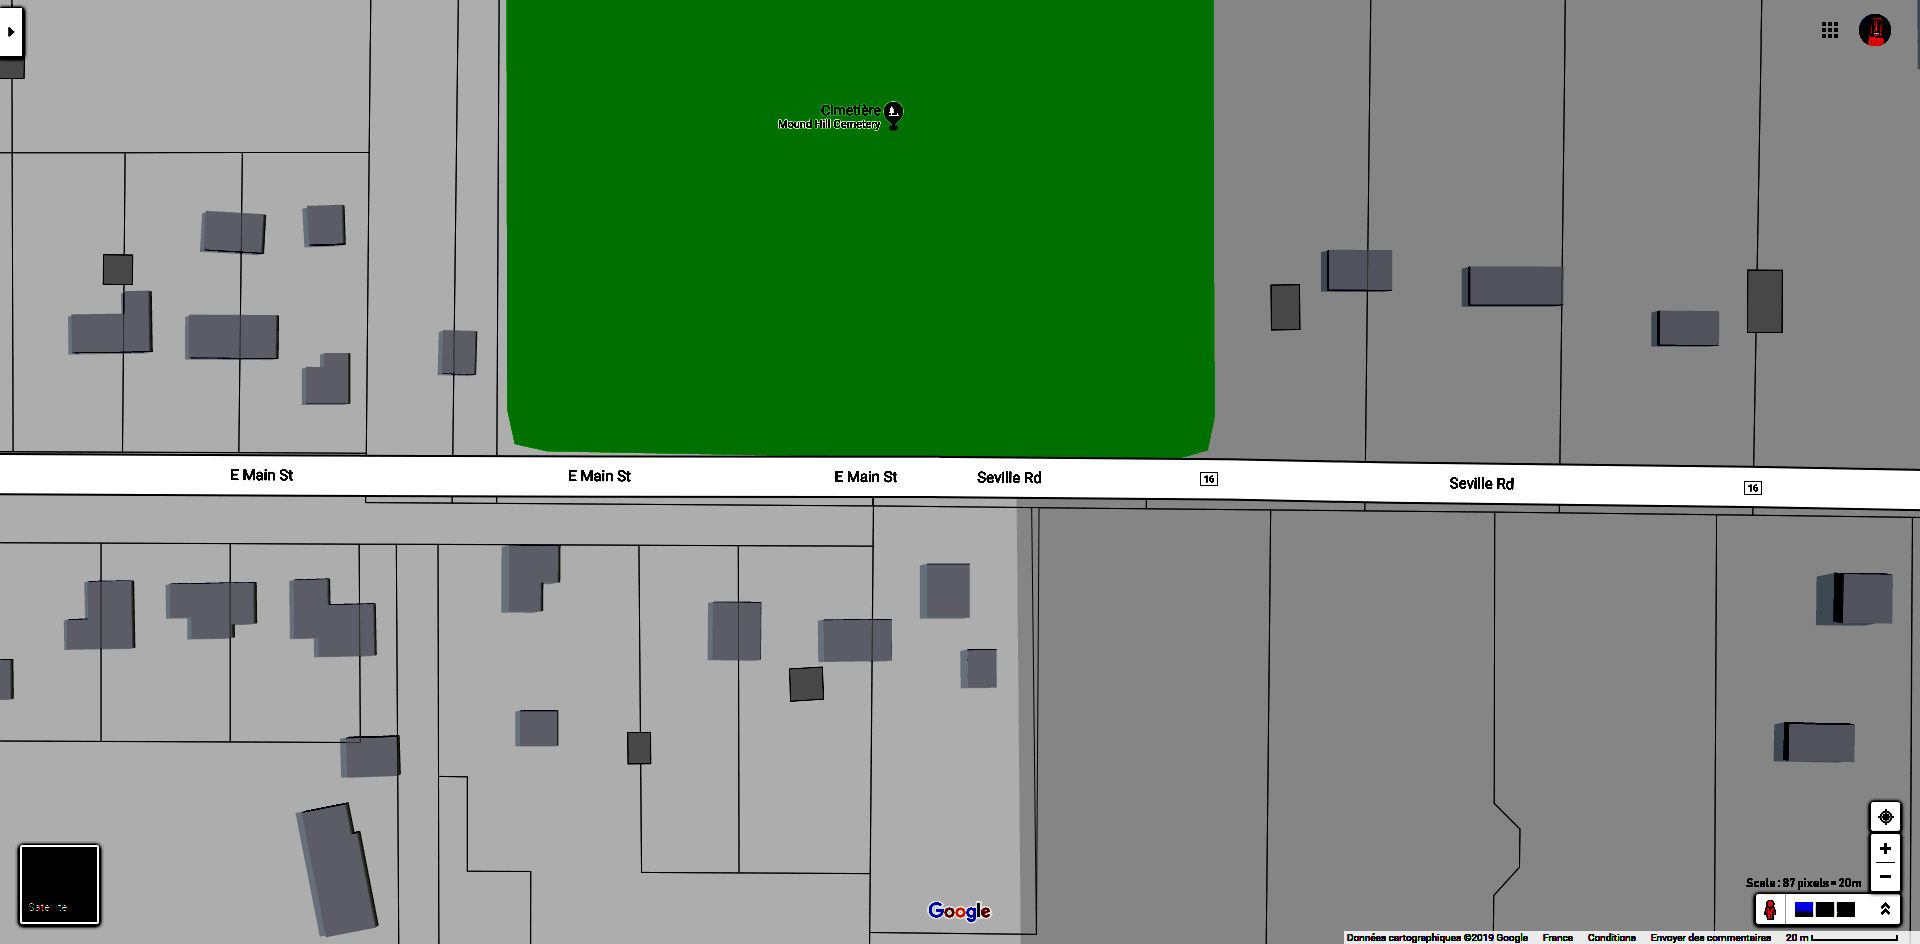 Cimetière
Mound Hill Cemetery
E Main St
E Main St
E Main St
Seville Rd
16
Seville Rd
16
Scale : 87 pixels = 20m
Satellite
Google
Données cartographiques ©2019 Google France Conditions Envoyer des commentaires 20 m